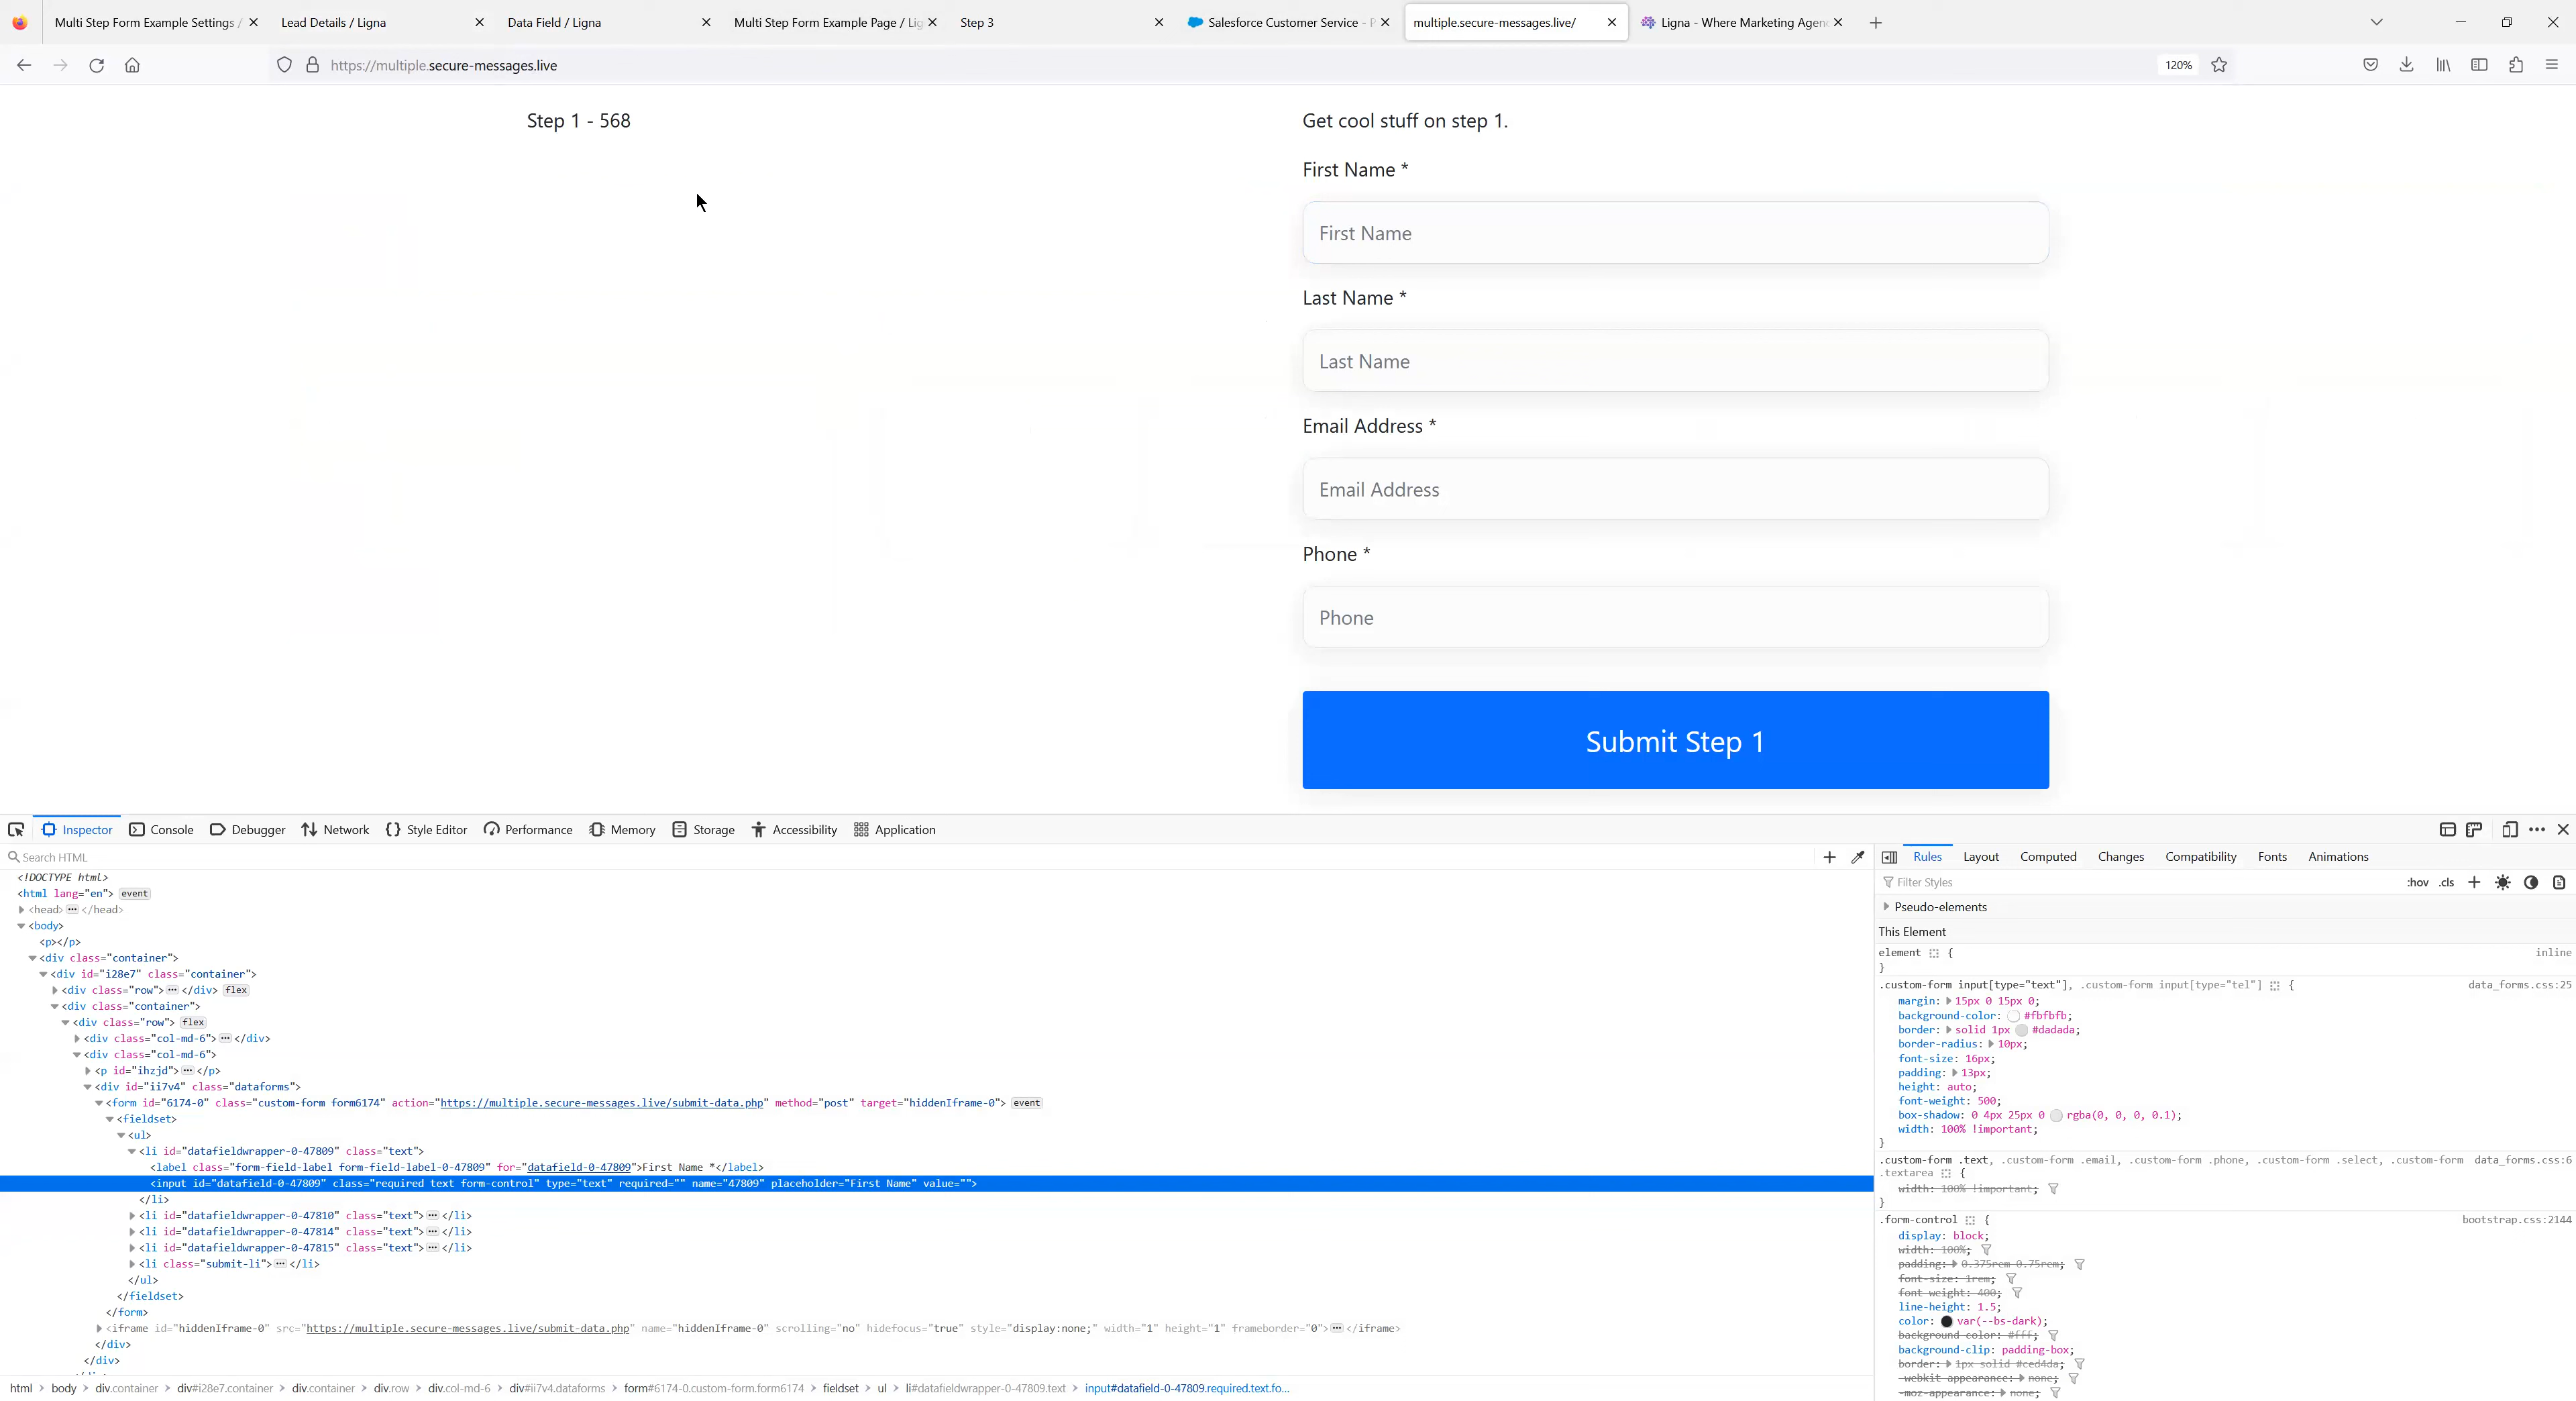 Multi Step Form Example Settings /
Lead Details / Ligna
Data Field / Ligna
Multi Step Form Example Page / Lig
Step 3
Salesforce Customer Service - P
multiple.secure-messages.live/
Ligna - Where Marketing Agenc
https://multiple.secure-messages.live
120%
Step 1 - 568
Get cool stuff on step 1.
First Name *
First Name
Last Name *
Last Name
Email Address *
Email Address
Phone *
Phone
Submit Step 1
Inspector Console Debugger Network Style Editor Performance Memory Storage Accessibility Application
Search HTML
<!DOCTYPE html>
<html lang="en"> event
<head> ••• </head>
<body>
<p></p>
<div class="container">
<div id="i28e7" class="container">
<div class="row"> ••• </div> flex
<div class="container">
<div class="row"> flex
<div class="col-md-6"> ••• </div>
<div class="col-md-6">
<p id="ihzjd"> ••• </p>
<div id="ii7v4" class="dataforms">
<form id="6174-0" class="custom-form form6174" action="https://multiple.secure-messages.live/submit-data.php" method="post" target="hiddenIframe-0"> event
<fieldset>
<ul>
<li id="datafieldwrapper-0-47809" class="text">
<label class="form-field-label form-field-label-0-47809" for="datafield-0-47809">First Name *</label>
<input id="datafield-0-47809" class="required text form-control" type="text" required="" name="47809" placeholder="First Name" value="">
</li>
<li id="datafieldwrapper-0-47810" class="text"> ••• </li>
<li id="datafieldwrapper-0-47814" class="text"> ••• </li>
<li id="datafieldwrapper-0-47815" class="text"> ••• </li>
<li class="submit-li"> ••• </li>
</ul>
</fieldset>
</form>
<iframe id="hiddenIframe-0" src="https://multiple.secure-messages.live/submit-data.php" name="hiddenIframe-0" scrolling="no" hidefocus="true" style="display:none;" width="1" height="1" frameborder="0"> ••• </iframe>
</div>
</div>
html > body > div.container > div#i28e7.container > div.container > div.row > div.col-md-6 > div#ii7v4.dataforms > form#6174-0.custom-form.form6174 > fieldset > ul > li#datafieldwrapper-0-47809.text > input#datafield-0-47809.required.text.fo...
Rules Layout Computed Changes Compatibility Fonts Animations
Filter Styles :hov .cls
Pseudo-elements
This Element
element { inline
}
.custom-form input[type="text"], .custom-form input[type="tel"] { data_forms.css:25
margin: 15px 0 15px 0;
background-color: #fbfbfb;
border: solid 1px #dadada;
border-radius: 10px;
font-size: 16px;
padding: 13px;
height: auto;
font-weight: 500;
box-shadow: 0 4px 25px 0 rgba(0, 0, 0, 0.1);
width: 100% !important;
}
.custom-form .text, .custom-form .email, .custom-form .phone, .custom-form .select, .custom-form data_forms.css:6
.textarea {
width: 100% !important;
}
.form-control { bootstrap.css:2144
display: block;
width: 100%;
padding: 0.375rem 0.75rem;
font-size: 1rem;
font-weight: 400;
line-height: 1.5;
color: var(--bs-dark);
background-color: #fff;
background-clip: padding-box;
border: 1px solid #ced4da;
-webkit-appearance: none;
-moz-appearance: none;